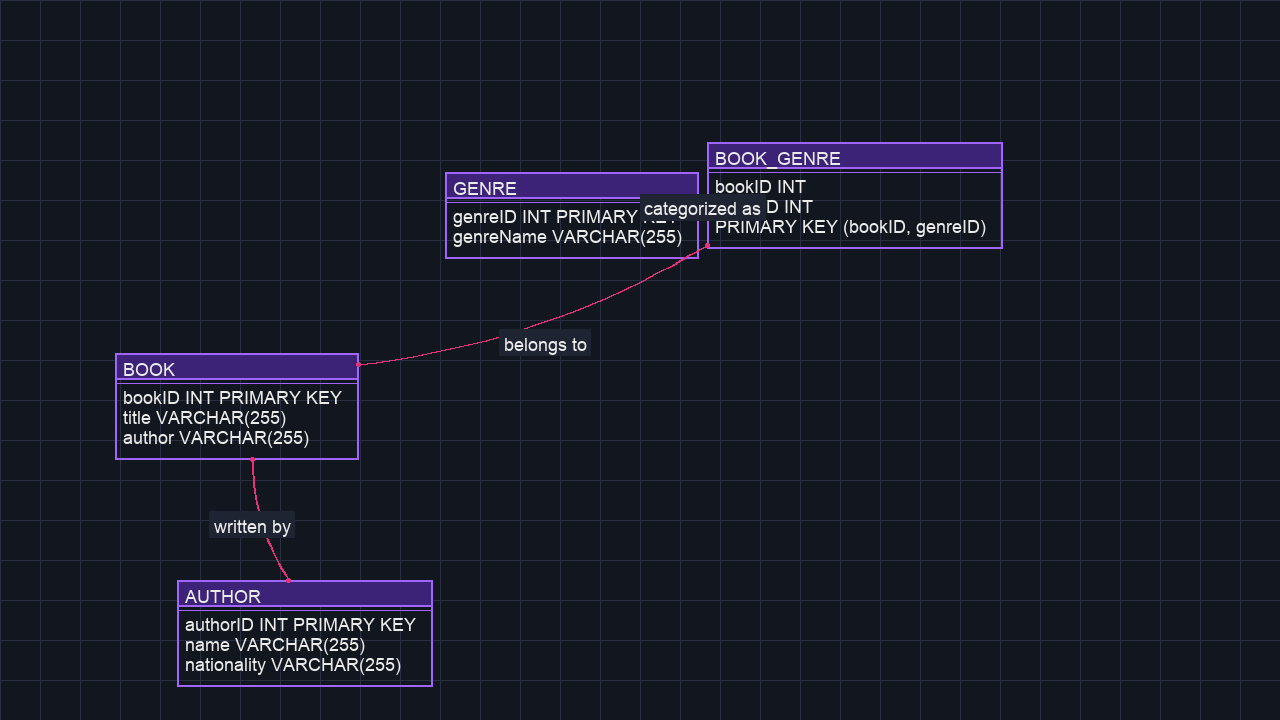 BOOK_GENRE
bookID INT
D INT
PRIMARY KEY (bookID, genreID)
GENRE
genreID INT PRIMARY
genreName VARCHAR(255)
categorized as
belongs to
BOOK
bookID INT PRIMARY KEY
title VARCHAR(255)
author VARCHAR(255)
written by
AUTHOR
authorID INT PRIMARY KEY
name VARCHAR(255)
nationality VARCHAR(255)